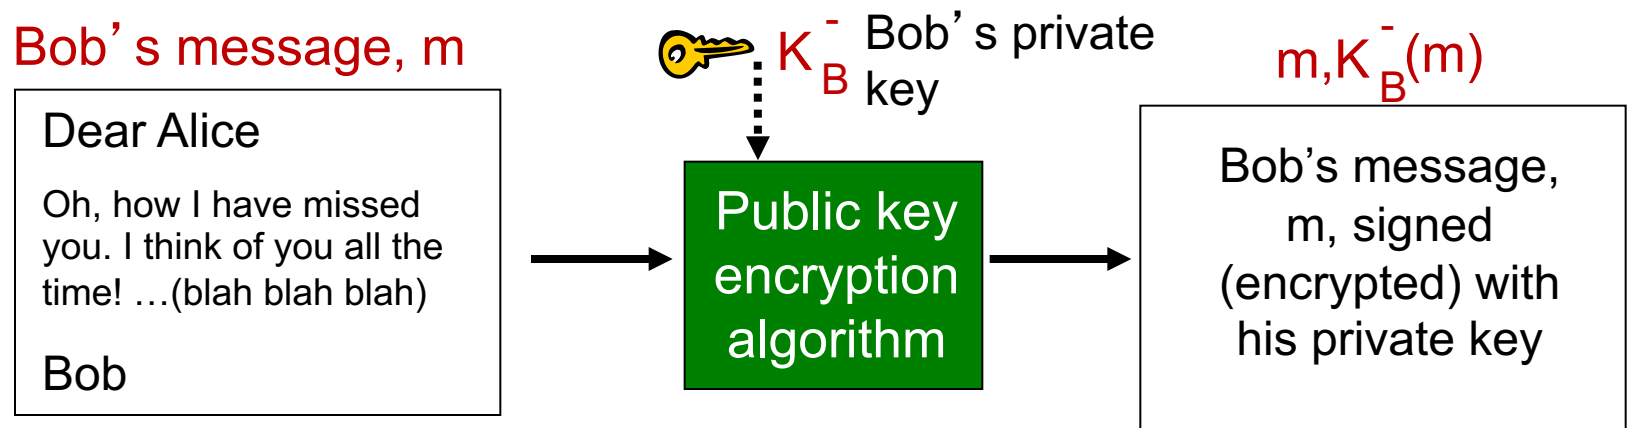 Bob’s message, m
Dear Alice
Oh, how I have missed
you. I think of you all the
time! …(blah blah blah)
Bob
K B -
Bob’s private
key
Public key
encryption
algorithm
m,K B - (m)
Bob’s message,
m, signed
(encrypted) with
his private key